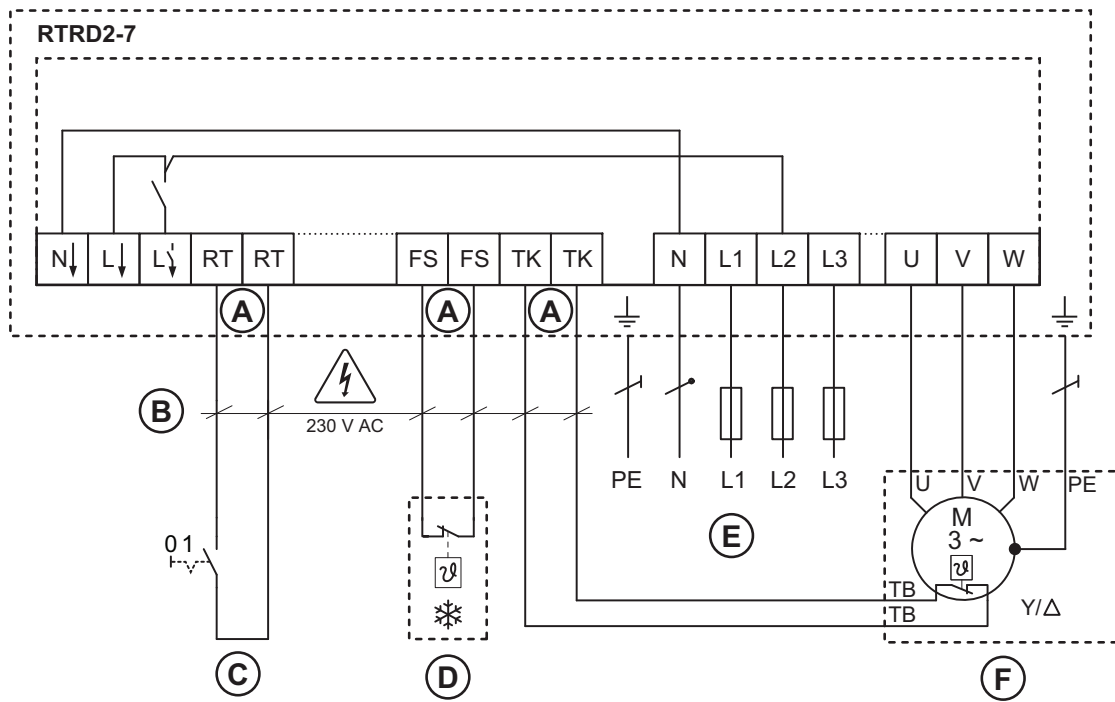 RTRD2-7
N L L RT RT FS FS TK TK N L1 L2 L3 U V W
A A A
B
230 V AC
PE N L1 L2 L3
U V W PE
E
M
3 ~
0 1
ϑ
ϑ
TB
TB
Y/Δ
C D F